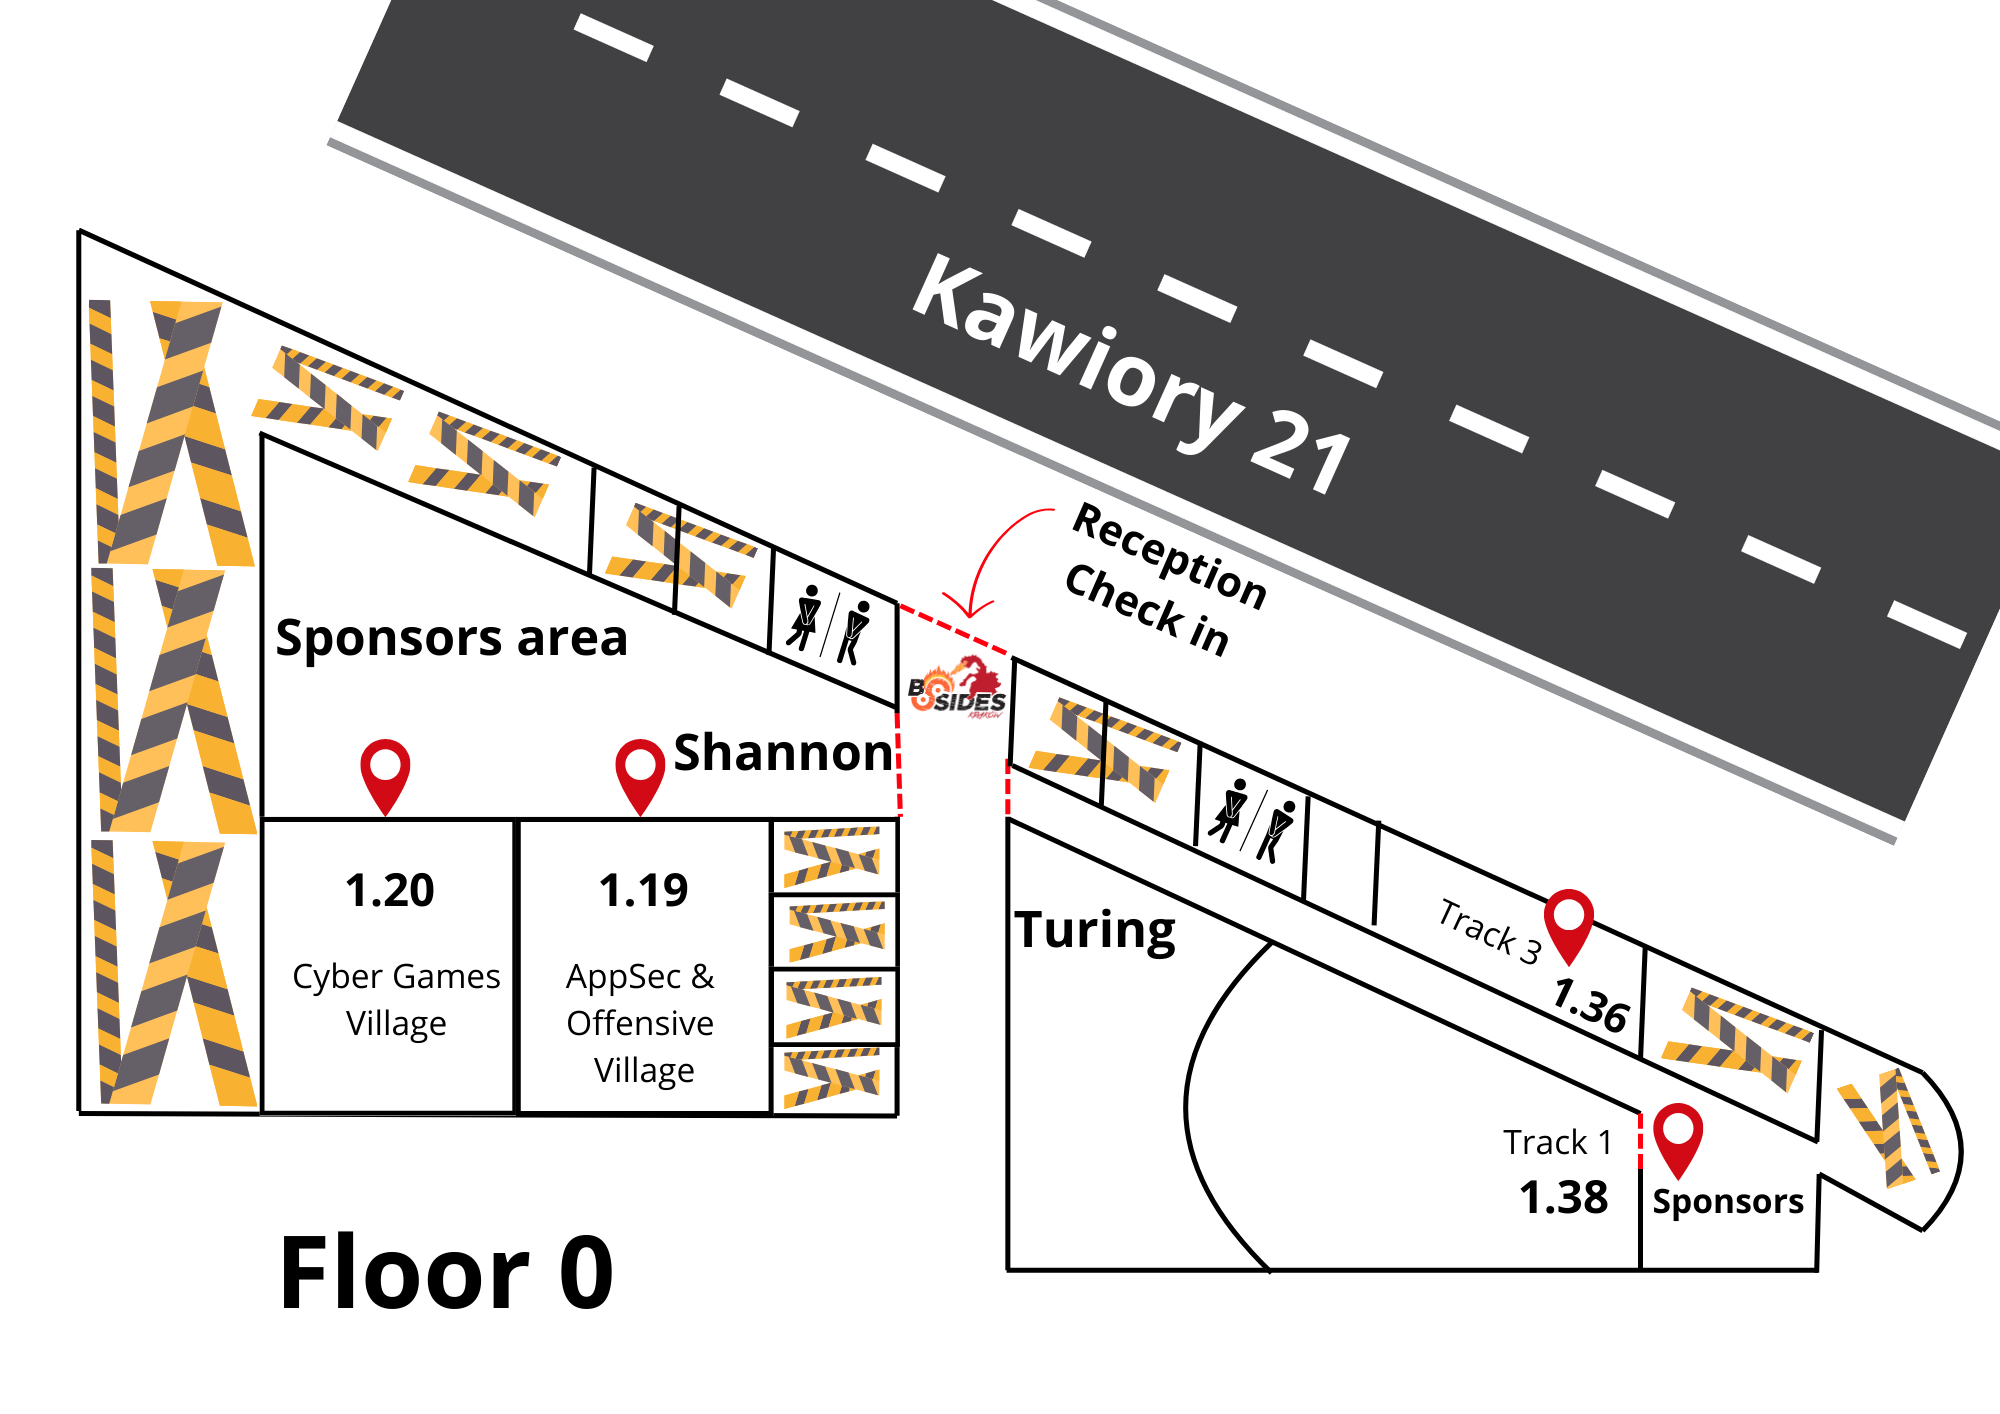 Kawiory 21
Reception
Check in
Sponsors area
BSIDES
KRAKOW
Shannon
1.20
Cyber Games
Village
1.19
AppSec &
Offensive
Village
Turing
Track 3
1.36
Track 1
1.38
Sponsors
Floor 0